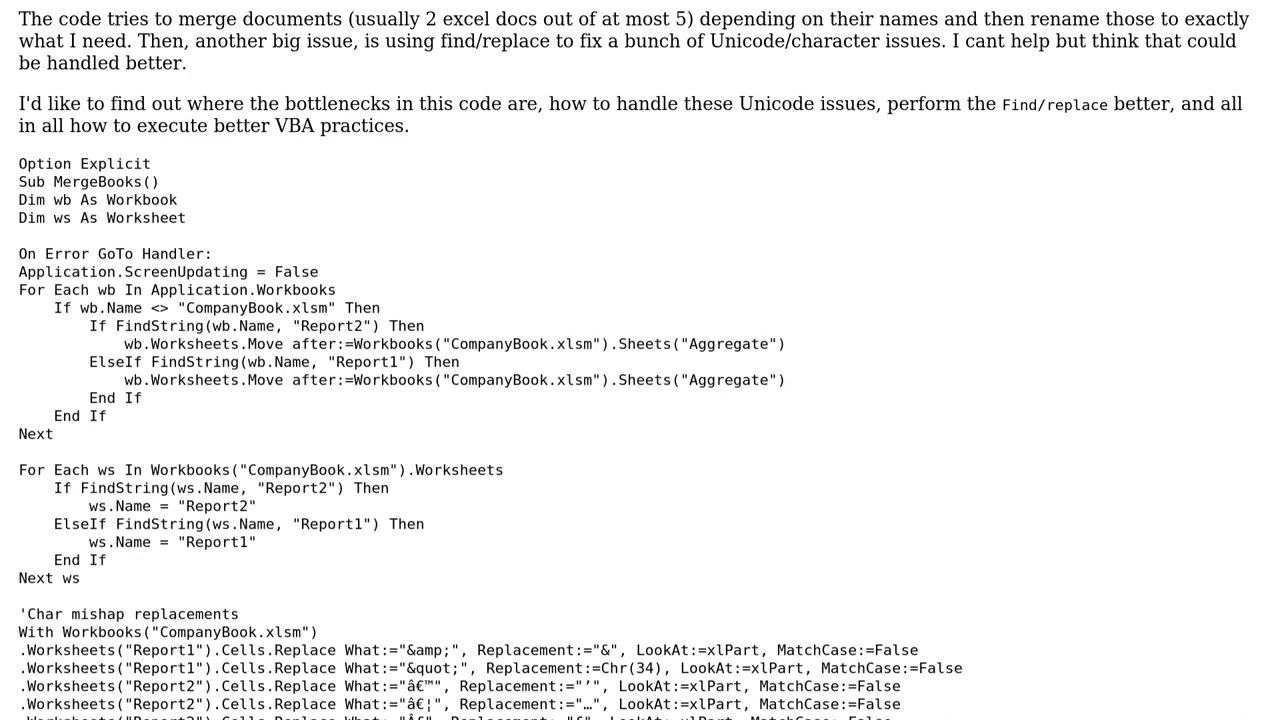 The code tries to merge documents (usually 2 excel docs out of at most 5) depending on their names and then rename those to exactly
what I need. Then, another big issue, is using find/replace to fix a bunch of Unicode/character issues. I cant help but think that could
be handled better.
I'd like to find out where the bottlenecks in this code are, how to handle these Unicode issues, perform the Find/replace better, and all
in all how to execute better VBA practices.
Option Explicit
Sub MergeBooks()
Dim wb As Workbook
Dim ws As Worksheet
On Error GoTo Handler:
Application.ScreenUpdating = False
For Each wb In Application.Workbooks
    If wb.Name <> "CompanyBook.xlsm" Then
        If FindString(wb.Name, "Report2") Then
            wb.Worksheets.Move after:=Workbooks("CompanyBook.xlsm").Sheets("Aggregate")
        ElseIf FindString(wb.Name, "Report1") Then
            wb.Worksheets.Move after:=Workbooks("CompanyBook.xlsm").Sheets("Aggregate")
        End If
    End If
Next
For Each ws In Workbooks("CompanyBook.xlsm").Worksheets
    If FindString(ws.Name, "Report2") Then
        ws.Name = "Report2"
    ElseIf FindString(ws.Name, "Report1") Then
        ws.Name = "Report1"
    End If
Next ws
'Char mishap replacements
With Workbooks("CompanyBook.xlsm")
.Worksheets("Report1").Cells.Replace What:="&amp;", Replacement:="&", LookAt:=xlPart, MatchCase:=False
.Worksheets("Report1").Cells.Replace What:="&quot;", Replacement:=Chr(34), LookAt:=xlPart, MatchCase:=False
.Worksheets("Report2").Cells.Replace What:="â€™", Replacement:="’", LookAt:=xlPart, MatchCase:=False
.Worksheets("Report2").Cells.Replace What:="â€¦", Replacement:="…", LookAt:=xlPart, MatchCase:=False